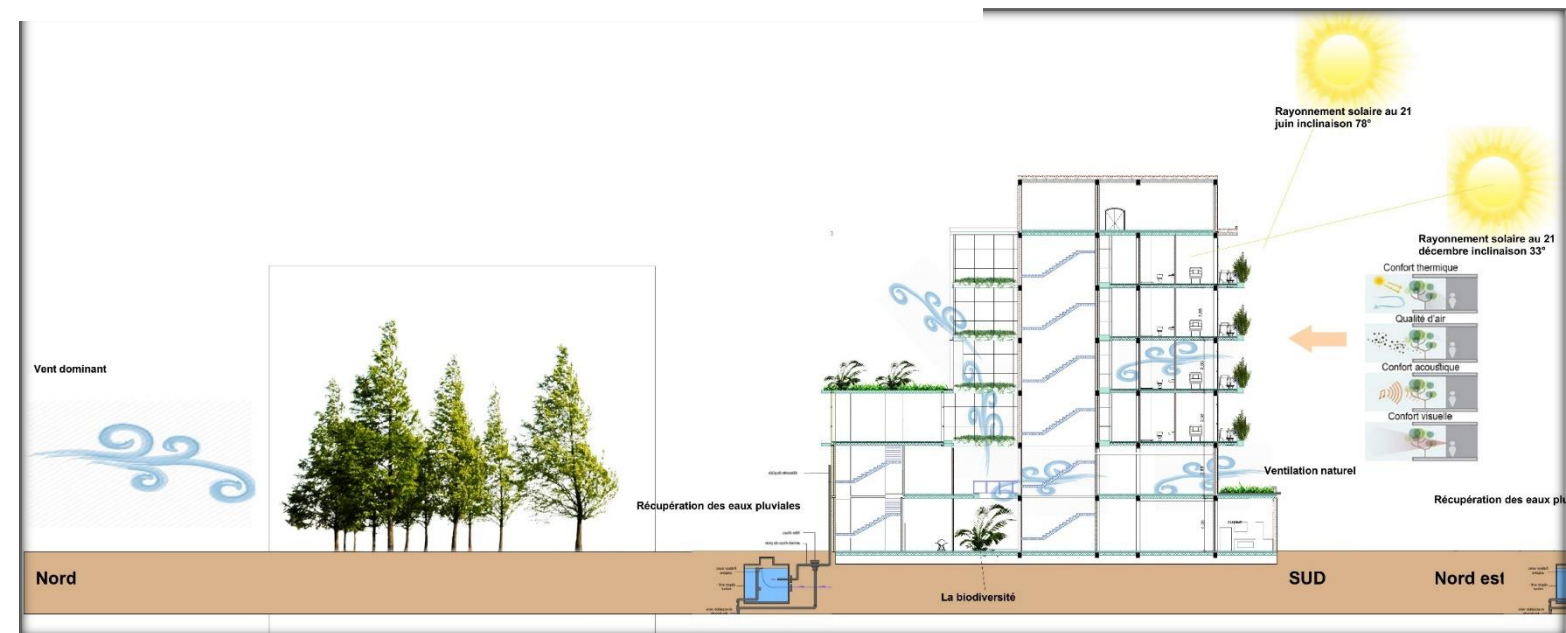 Rayonnement solaire au 21
juin inclinaison 78°
Rayonnement solaire au 21
décembre inclinaison 33°
Confort thermique
Qualité d'air
Confort acoustique
Confort visuelle
Vent dominant
Ventilation naturel
Récupération des eaux pluviales
Récupération des eaux plu
Nord
SUD
Nord est
La biodiversité